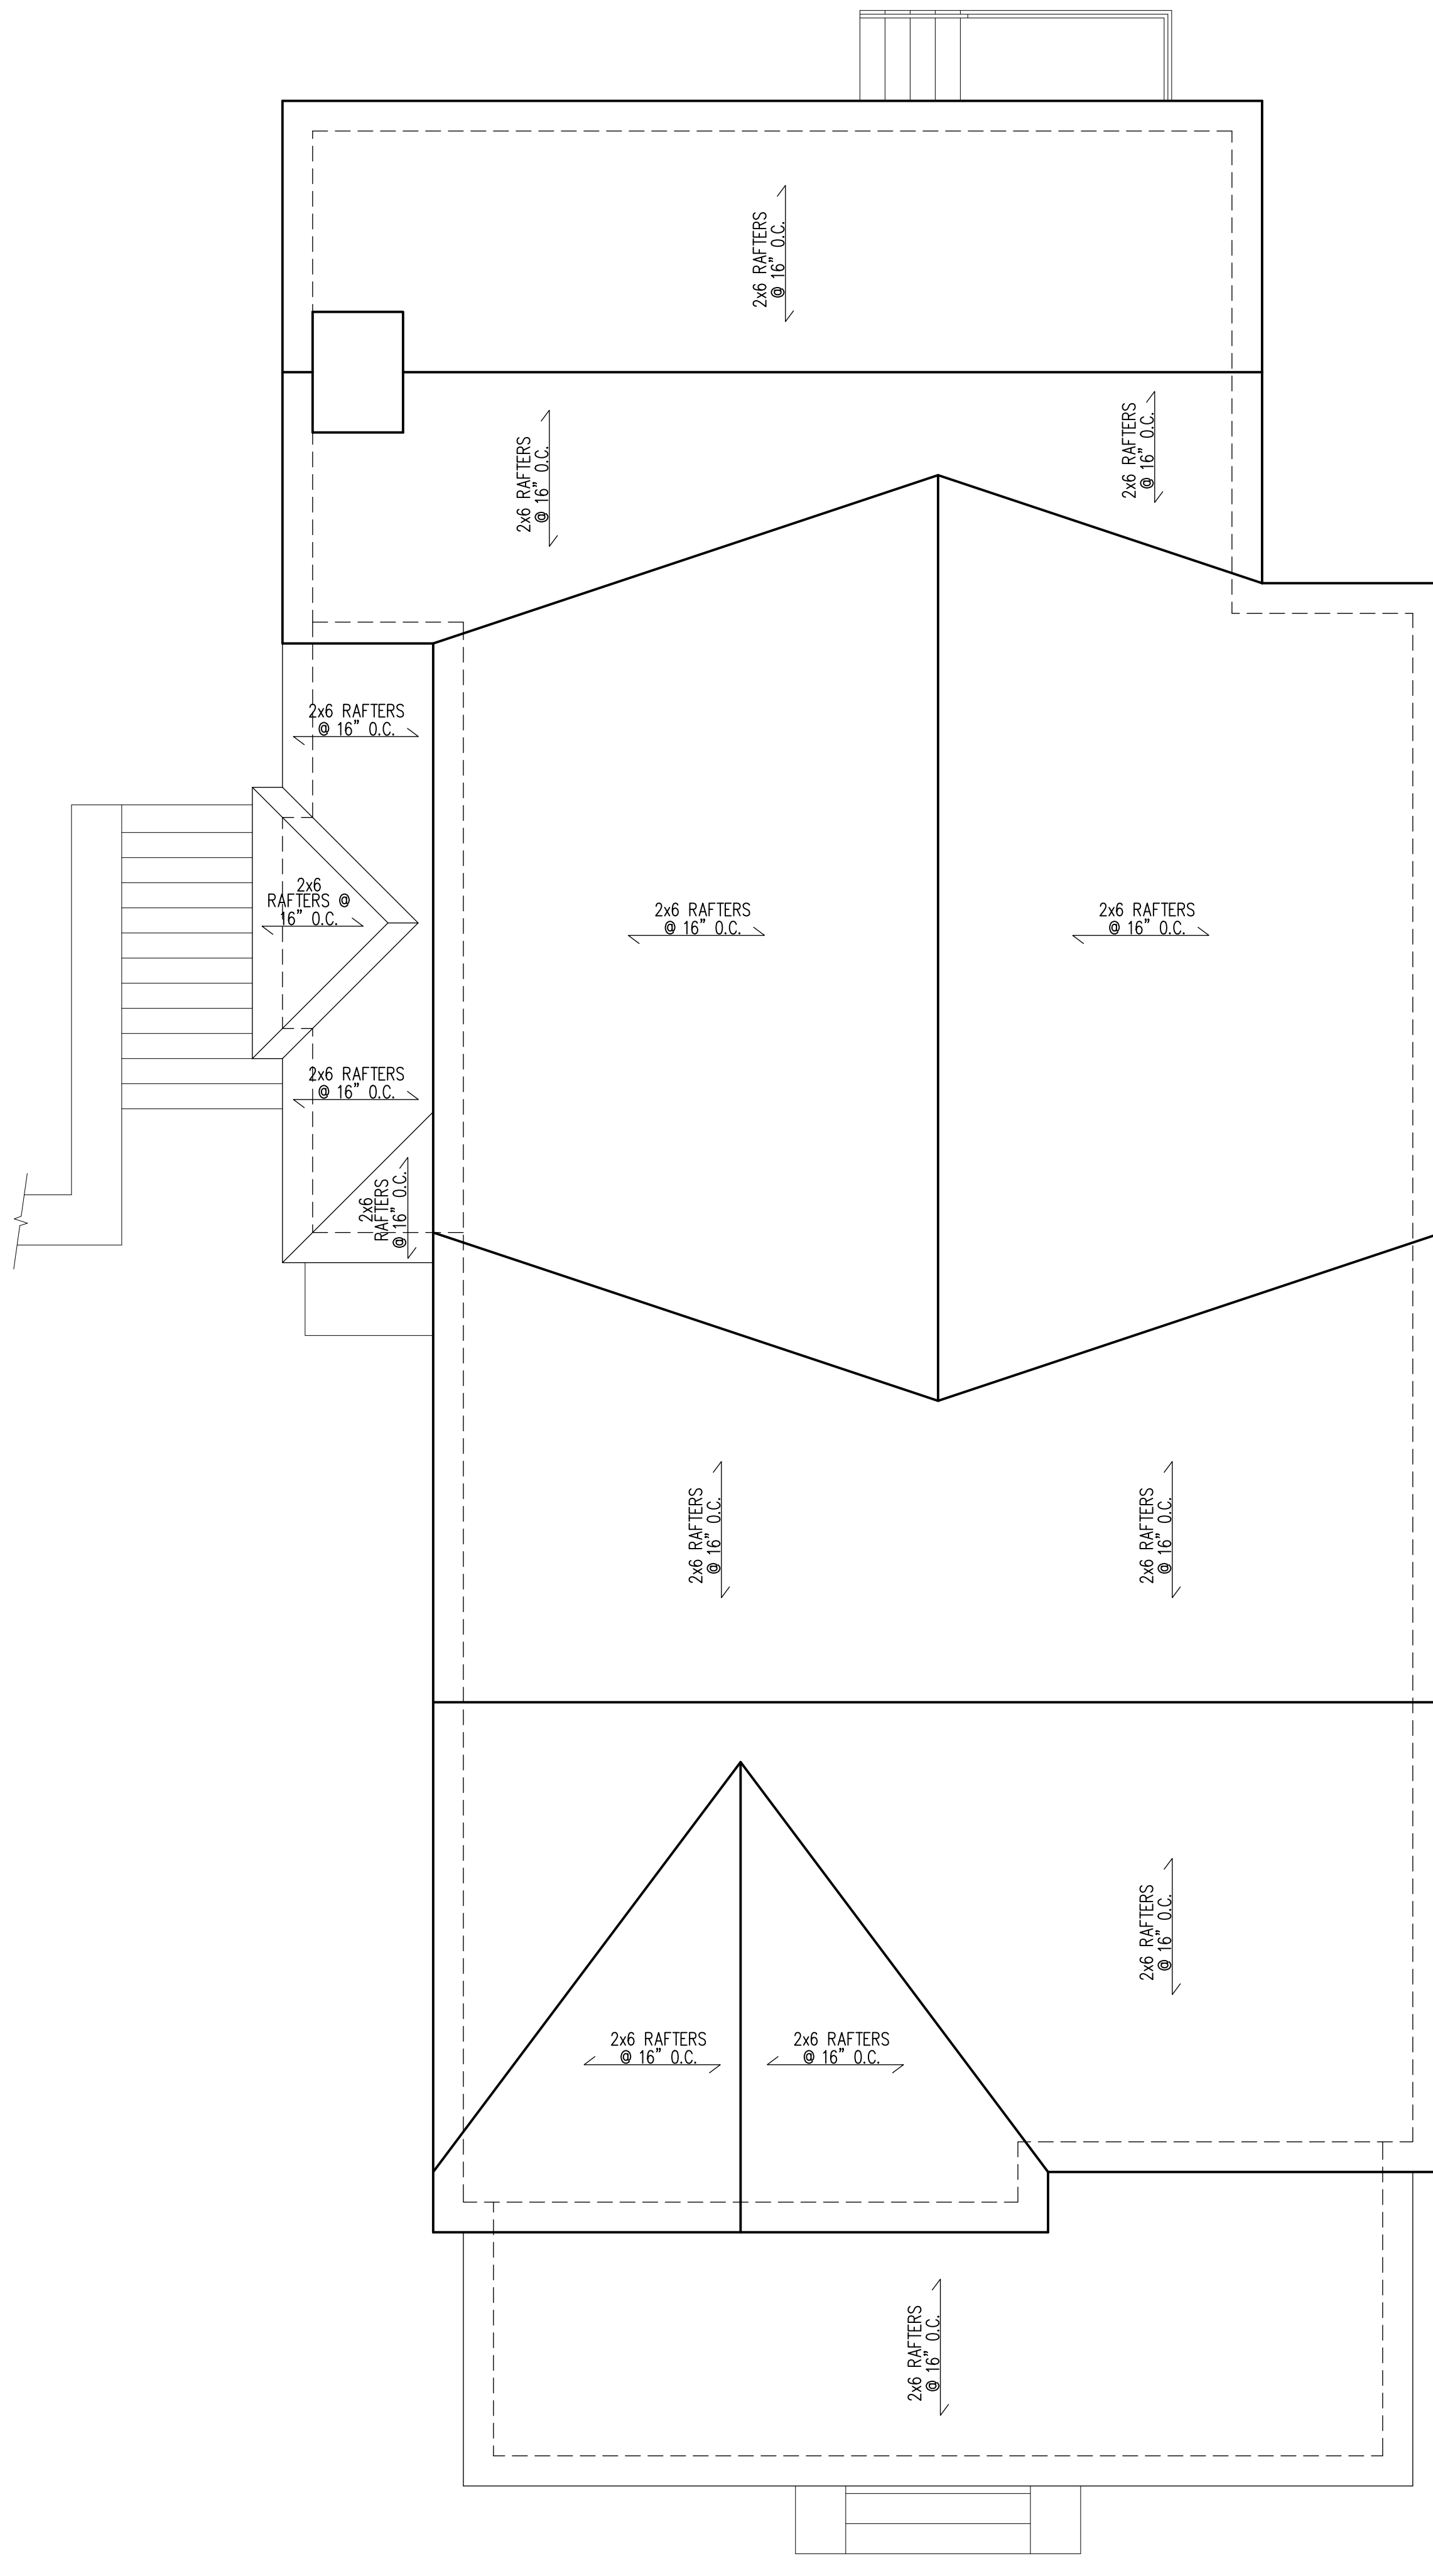 2x6 RAFTERS
@ 16" O.C.
2x6 RAFTERS
@ 16" O.C.
2x6 RAFTERS
@ 16" O.C.
2x6 RAFTERS
@ 16" O.C.
2x6
RAFTERS @
16" O.C.
2x6 RAFTERS
@ 16" O.C.
2x6 RAFTERS
@ 16" O.C.
2x6 RAFTERS
@ 16" O.C.
2x6
RAFTERS
@ 16" O.C.
2x6 RAFTERS
@ 16" O.C.
2x6 RAFTERS
@ 16" O.C.
2x6 RAFTERS
@ 16" O.C.
2x6 RAFTERS
@ 16" O.C.
2x6 RAFTERS
@ 16" O.C.
2x6 RAFTERS
@ 16" O.C.